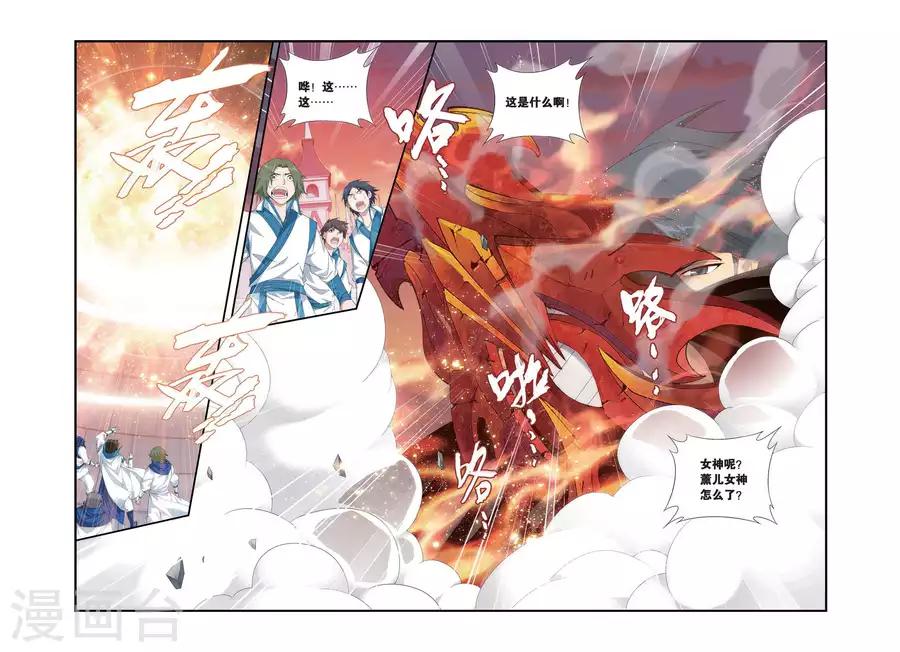 轰
轰
哗！这……
这……
这是什么啊！
咯……
咯……
啦……
咯……
女神呢？
薰儿女神
怎么了？
漫画台